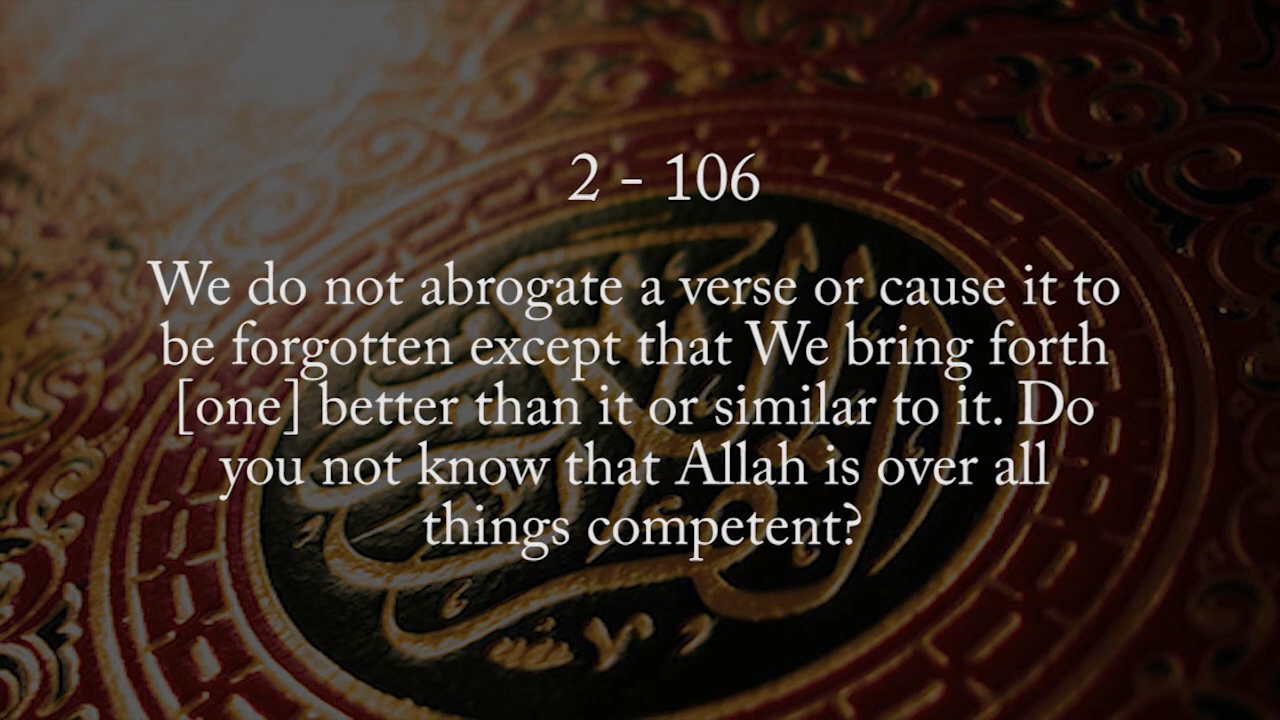 2 - 106
We do not abrogate a verse or cause it to
be forgotten except that We bring forth
[one] better than it or similar to it. Do
you not know that Allah is over all
things competent?